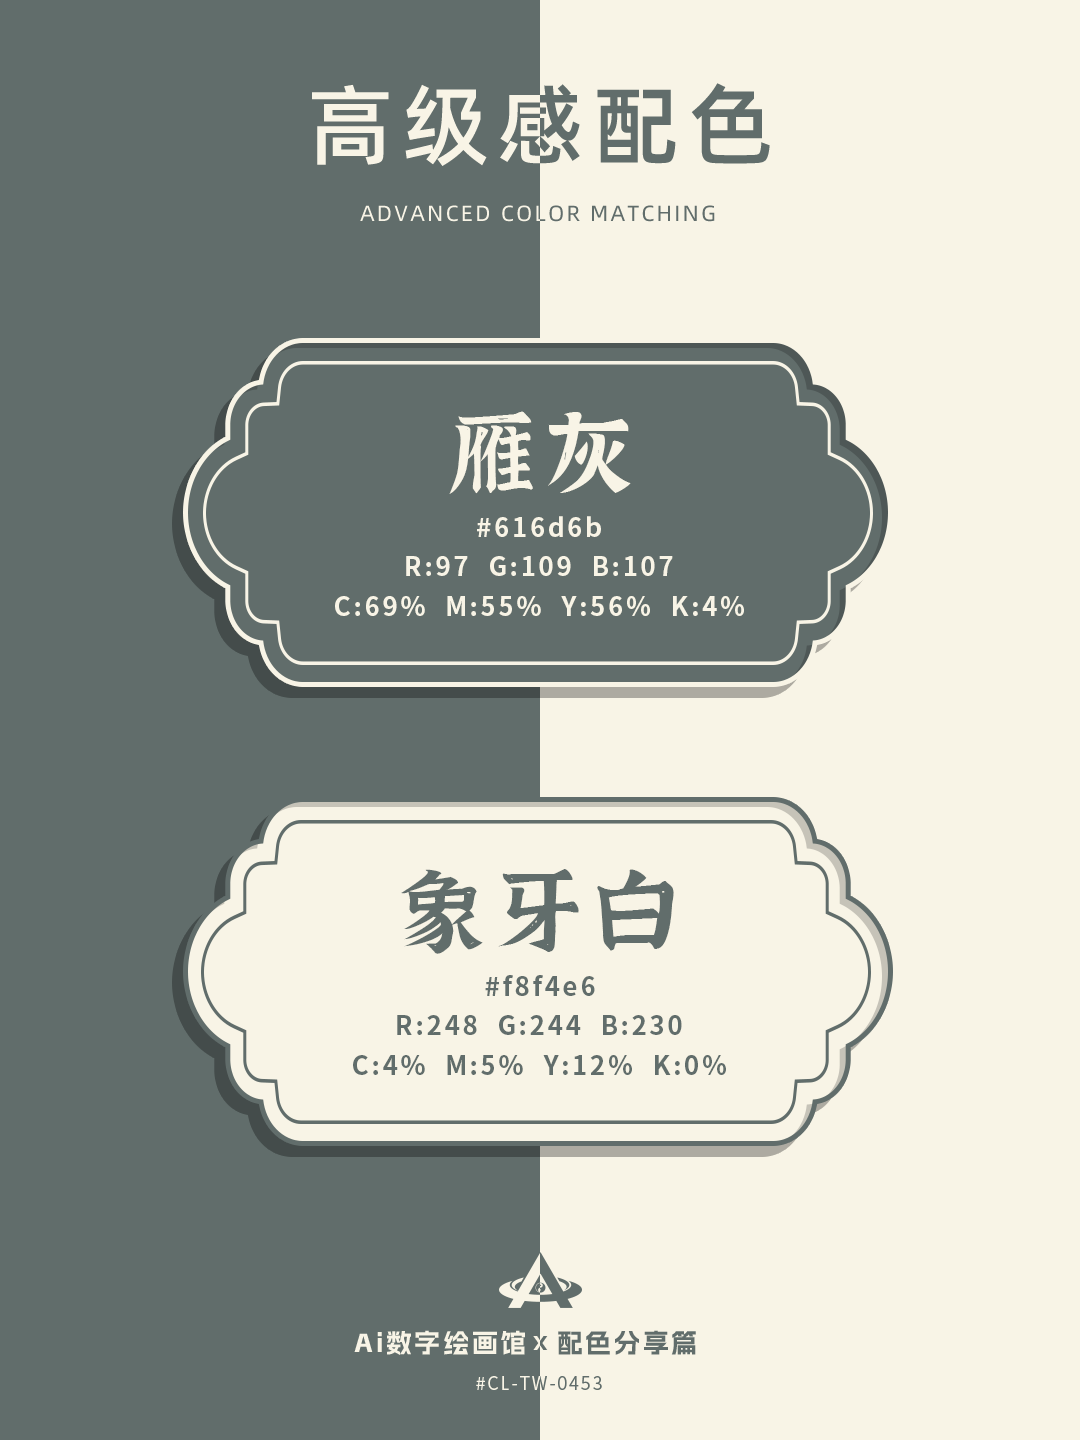 高级感配色
ADVANCED COLOR MATCHING
雁灰
#616d6b
R:97 G:109 B:107
C:69% M:55% Y:56% K:4%
象牙白
#f8f4e6
R:248 G:244 B:230
C:4% M:5% Y:12% K:0%
Ai数字绘画馆 x 配色分享篇
#CL-TW-0453